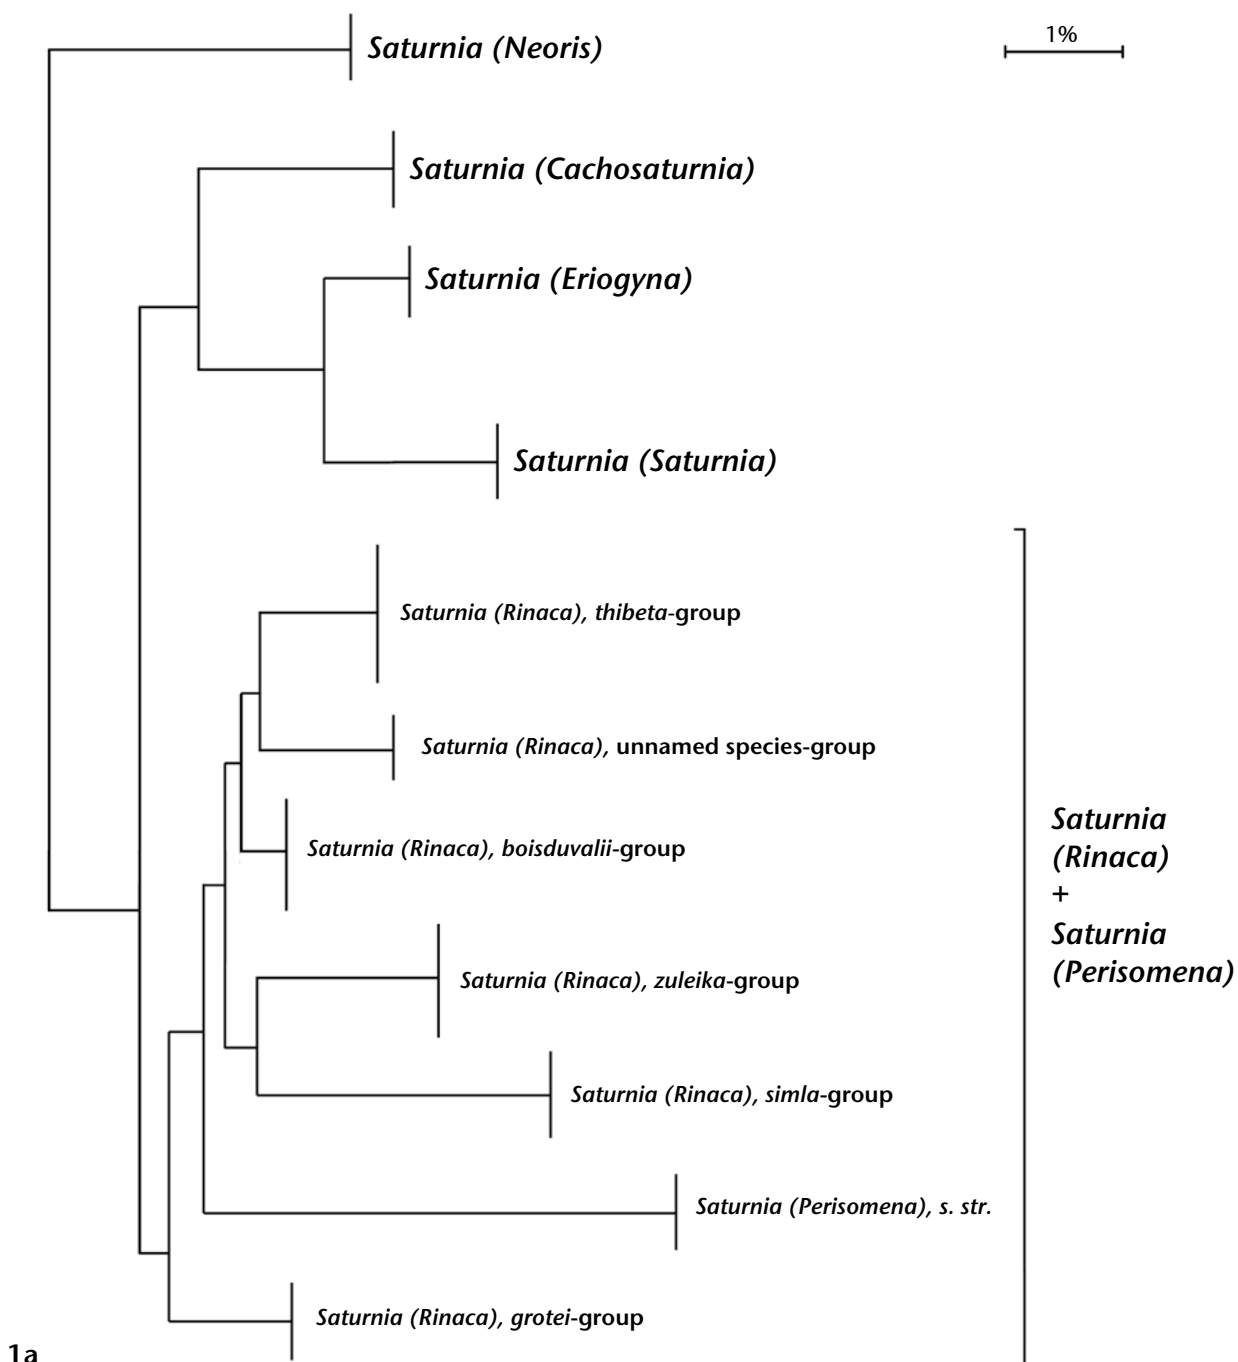 Saturnia (Neoris)
1%
Saturnia (Cachosaturnia)
Saturnia (Eriogyna)
Saturnia (Saturnia)
Saturnia (Rinaca), thibeta-group
Saturnia (Rinaca), unnamed species-group
Saturnia (Rinaca), boisduvalii-group
Saturnia (Rinaca), zuleika-group
Saturnia (Rinaca), simla-group
Saturnia (Perisomena), s. str.
Saturnia (Rinaca), grotei-group
Saturnia
(Rinaca)
+
Saturnia
(Perisomena)
1a